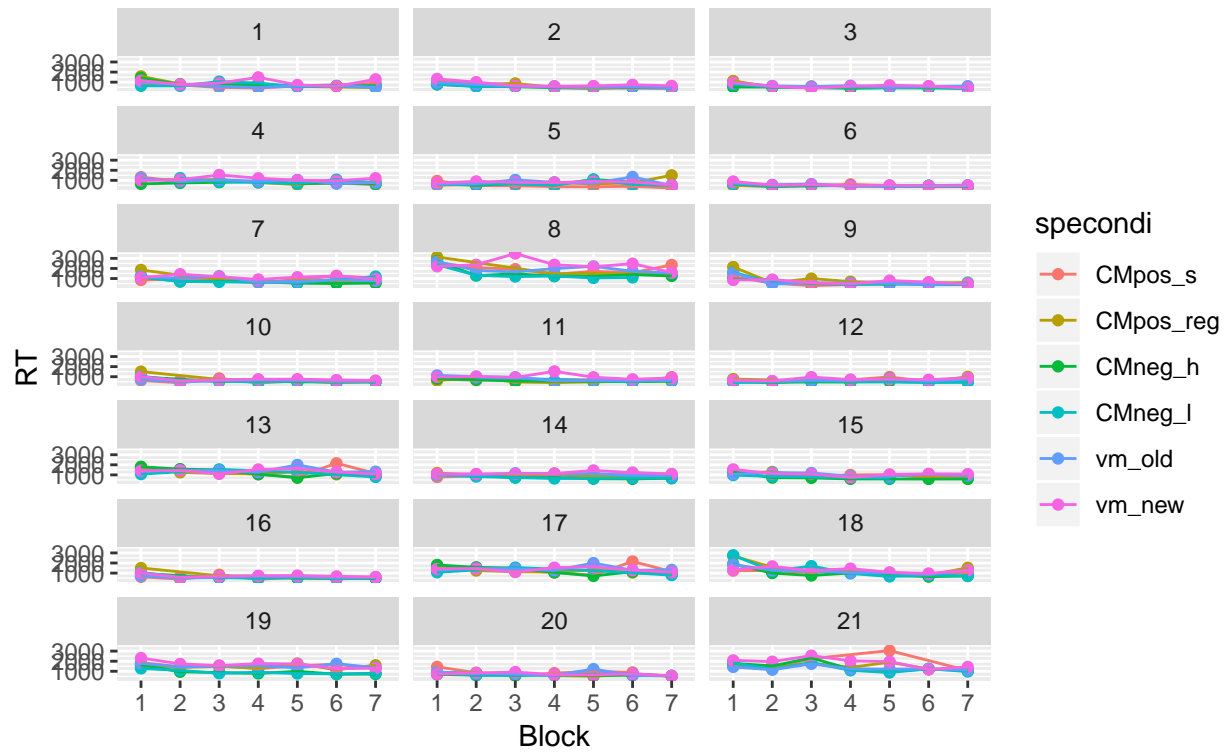 1 2 3
3000
2000
1000
4 5 6
3000
2000
1000
7 8 9
3000
2000
1000
10 11 12
3000
2000
1000
13 14 15
3000
2000
1000
16 17 18
3000
2000
1000
19 20 21
3000
2000
1000
1 2 3 4 5 6 7 1 2 3 4 5 6 7 1 2 3 4 5 6 7
Block
RT
specondi
CMpos_s
CMpos_reg
CMneg_h
CMneg_l
vm_old
vm_new